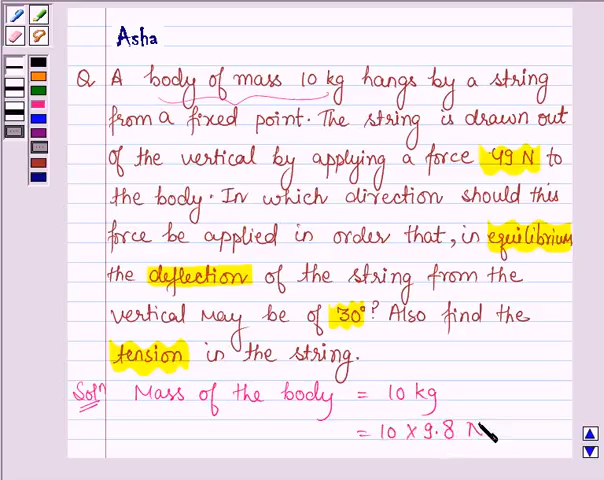 Asha
Q A body of mass 10 kg hangs by a string
from a fixed point. The string is drawn out
of the vertical by applying a force 49 N to
the body. In which direction should this
force be applied in order that, in equilibrium
the deflection of the string from the
vertical may be of 30°? Also find the
tension in the string.
Solⁿ Mass of the body = 10 kg
= 10 × 9.8 N